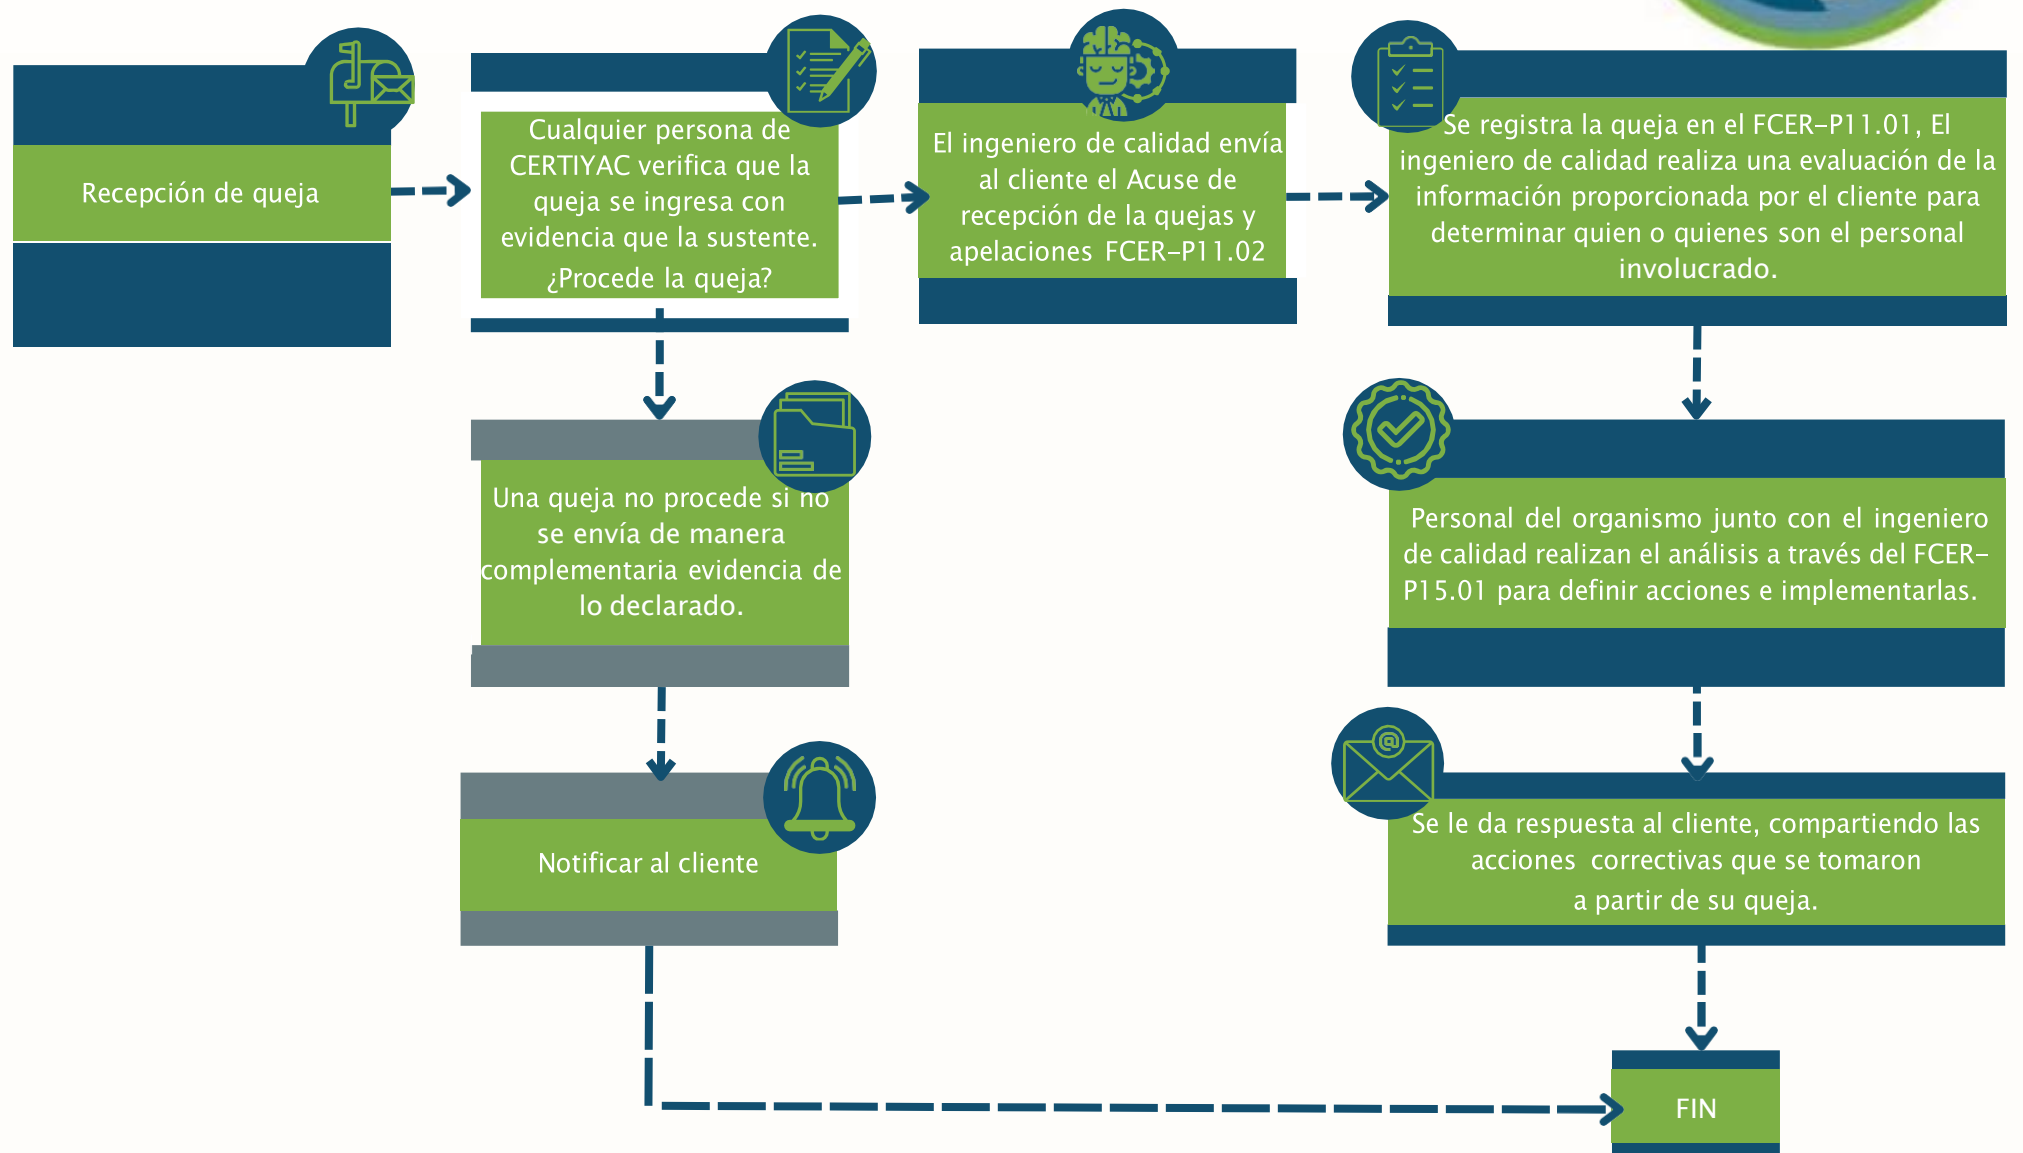 Recepción de queja
Cualquier persona de
CERTIYAC verifica que la
queja se ingresa con
evidencia que la sustente.
¿Procede la queja?
El ingeniero de calidad envía
al cliente el Acuse de
recepción de la quejas y
apelaciones FCER-P11.02
Se registra la queja en el FCER-P11.01, El
ingeniero de calidad realiza una evaluación de la
información proporcionada por el cliente para
determinar quien o quienes son el personal
involucrado.
Una queja no procede si no
se envía de manera
complementaria evidencia de
lo declarado.
Personal del organismo junto con el ingeniero
de calidad realizan el análisis a través del FCER-
P15.01 para definir acciones e implementarlas.
Notificar al cliente
@
Se le da respuesta al cliente, compartiendo las
acciones correctivas que se tomaron
a partir de su queja.
FIN